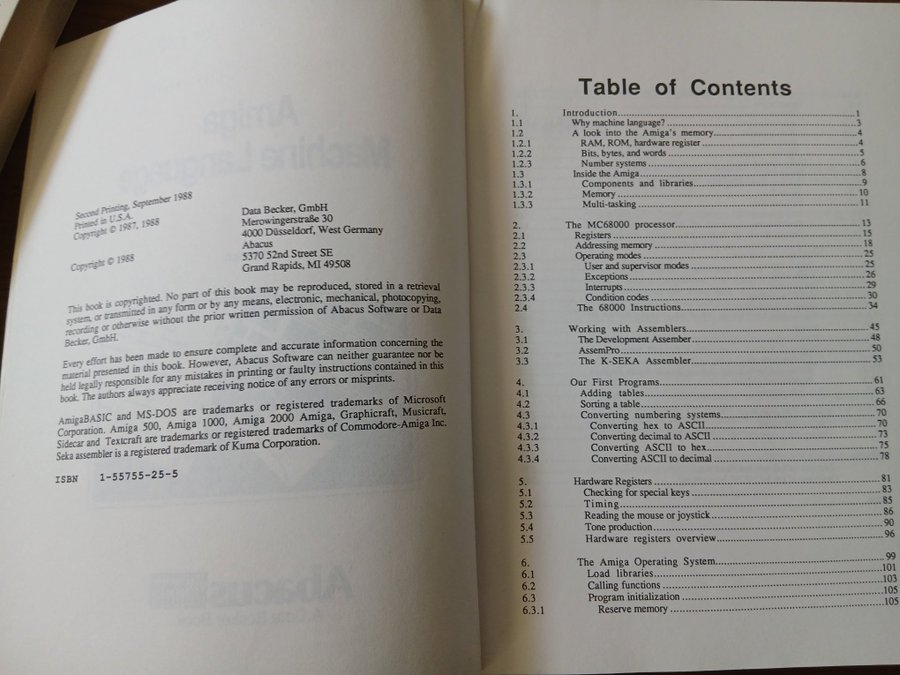 Second Printing, September 1988
Printed in U.S.A.
Copyright © 1987, 1988
Data Becker, GmbH
Merowingerstraße 30
4000 Düsseldorf, West Germany
Copyright © 1988
Abacus
5370 52nd Street SE
Grand Rapids, MI 49508
This book is copyrighted. No part of this book may be reproduced, stored in a retrieval
system, or transmitted in any form or by any means, electronic, mechanical, photocopying,
recording or otherwise without the prior written permission of Abacus Software or Data
Becker, GmbH.
Every effort has been made to ensure complete and accurate information concerning the
material presented in this book. However, Abacus Software can neither guarantee nor be
held legally responsible for any mistakes in printing or faulty instructions contained in this
book. The authors always appreciate receiving notice of any errors or misprints.
AmigaBASIC and MS-DOS are trademarks or registered trademarks of Microsoft
Corporation. Amiga 500, Amiga 1000, Amiga 2000 Amiga, Graphicraft, Musicraft,
Sidecar and Textcraft are trademarks or registered trademarks of Commodore-Amiga Inc.
Seka assembler is a registered trademark of Kuma Corporation.
ISBN 1-55755-25-5
Table of Contents
1. Introduction 1
1.1 Why machine language? 3
1.2 A look into the Amiga's memory 4
1.2.1 RAM, ROM, hardware register 4
1.2.2 Bits, bytes, and words 5
1.2.3 Number systems 6
1.3 Inside the Amiga 8
1.3.1 Components and libraries 9
1.3.2 Memory 10
1.3.3 Multi-tasking 11
2. The MC68000 processor 13
2.1 Registers 15
2.2 Addressing memory 18
2.3 Operating modes 25
2.3.1 User and supervisor modes 25
2.3.2 Exceptions 26
2.3.3 Interrupts 29
2.3.4 Condition codes 30
2.4 The 68000 Instructions 34
3. Working with Assemblers 45
3.1 The Development Assember 48
3.2 AssemPro 50
3.3 The K-SEKA Assembler 53
4. Our First Programs 61
4.1 Adding tables 63
4.2 Sorting a table 66
4.3 Converting numbering systems 70
4.3.1 Converting hex to ASCII 70
4.3.2 Converting decimal to ASCII 73
4.3.3 Converting ASCII to hex 75
4.3.4 Converting ASCII to decimal 78
5. Hardware Registers 81
5.1 Checking for special keys 83
5.2 Timing 85
5.3 Reading the mouse or joystick 86
5.4 Tone production 90
5.5 Hardware registers overview 96
6. The Amiga Operating System 99
6.1 Load libraries 101
6.2 Calling functions 103
6.3 Program initialization 105
6.3.1 Reserve memory 105